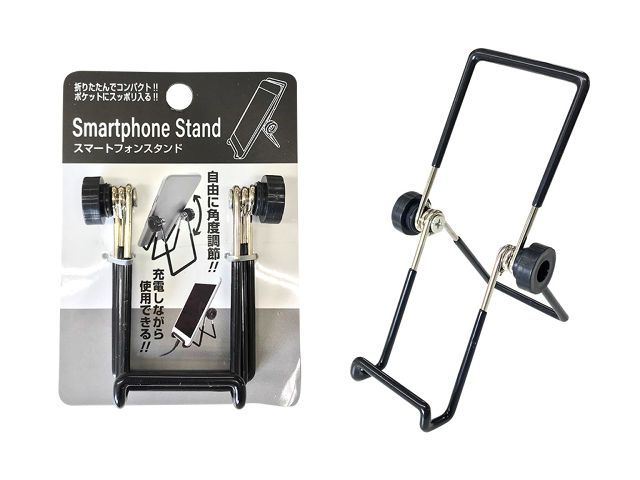 折りたたんでコンパクト!!
ポケットにスッポリ入る!!
Smartphone Stand
スマートフォンスタンド
自由に角度調節!!
充電しながら
使用できる!!